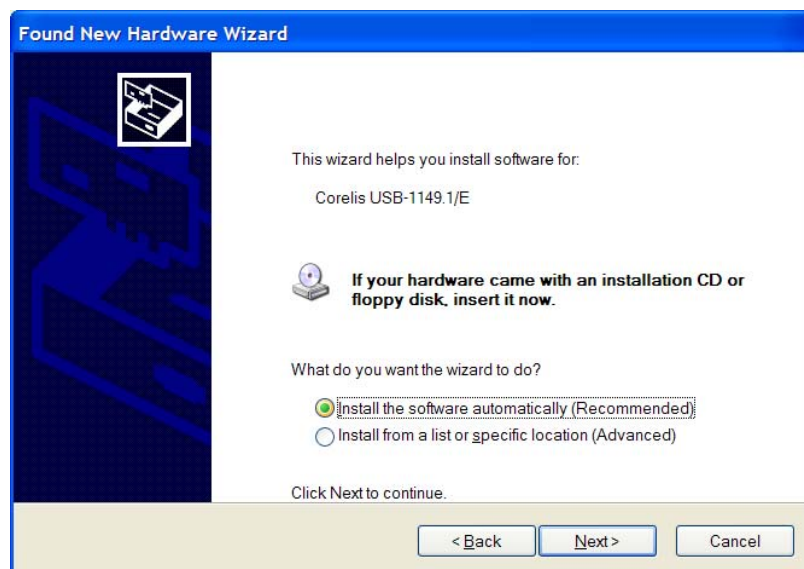 Found New Hardware Wizard
This wizard helps you install software for:
Corelis USB-1149.1/E
If your hardware came with an installation CD or
floppy disk, insert it now.
What do you want the wizard to do?
Install the software automatically (Recommended)
Install from a list or specific location (Advanced)
Click Next to continue.
< Back
Next >
Cancel